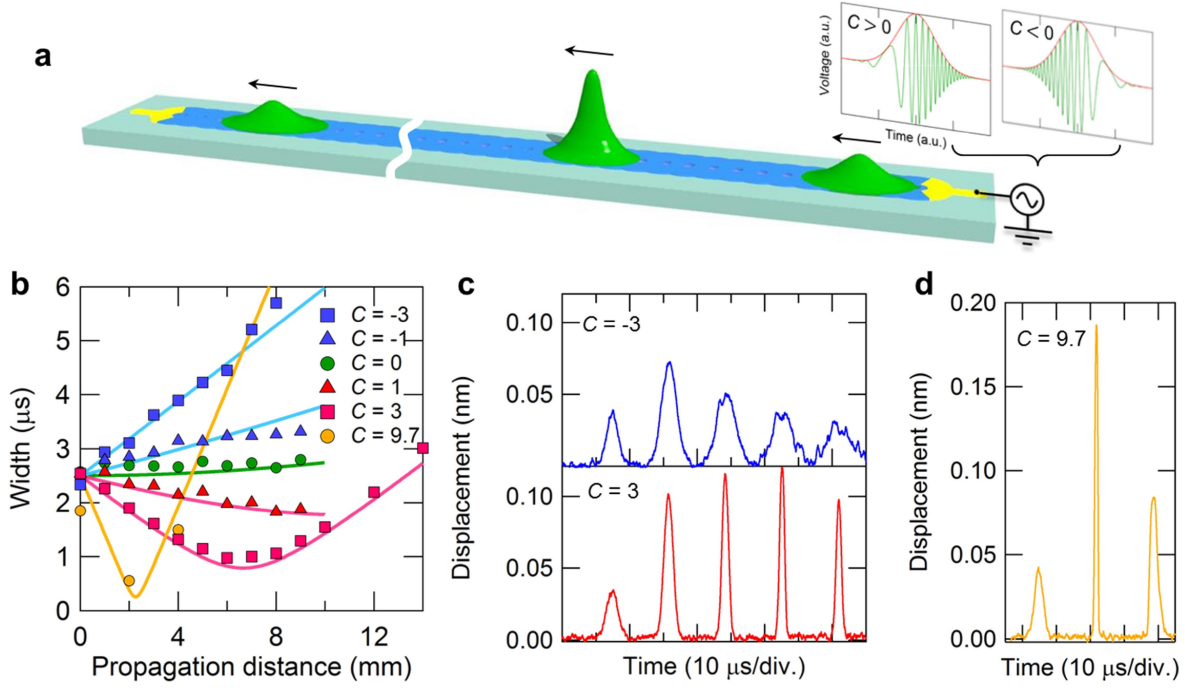 a
C > 0
C < 0
Voltage (a.u.)
Time (a.u.)
b
6
5
4
3
2
1
0
Width (μs)
0
4
8
12
Propagation distance (mm)
C = -3
C = -1
C = 0
C = 1
C = 3
C = 9.7
c
C = -3
0.10
0.05
C = 3
0.10
0.00
Displacement (nm)
Time (10 μs/div.)
d
0.20
C = 9.7
0.15
0.10
0.05
0.00
Displacement (nm)
Time (10 μs/div.)